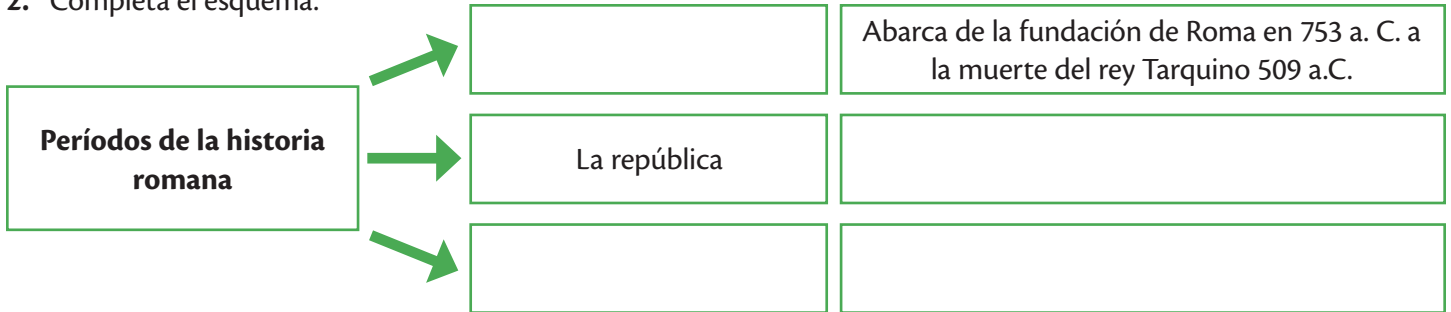 2. Completa el esquema.
Abarca de la fundación de Roma en 753 a. C. a
la muerte del rey Tarquino 509 a.C.
Períodos de la historia
romana
La república